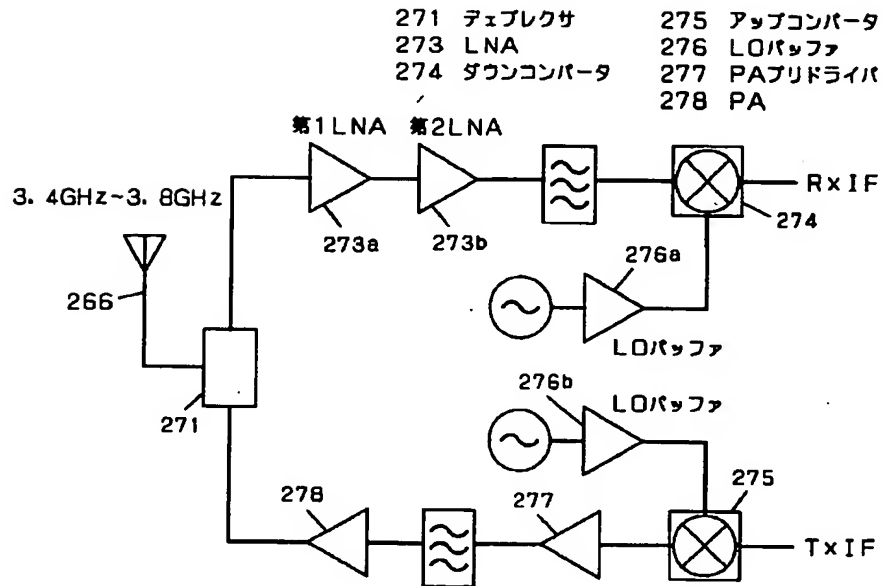 271 デェプレクサ
273 LNA
274 ダウンコンバータ
275 アップコンバータ
276 LOバッファ
277 PAプリドライバ
278 PA
第1LNA 第2LNA
3.4GHz~3.8GHz
RxIF
273a
273b
274
276a
266
LOバッファ
276b
LOバッファ
271
278
277
275
TxIF